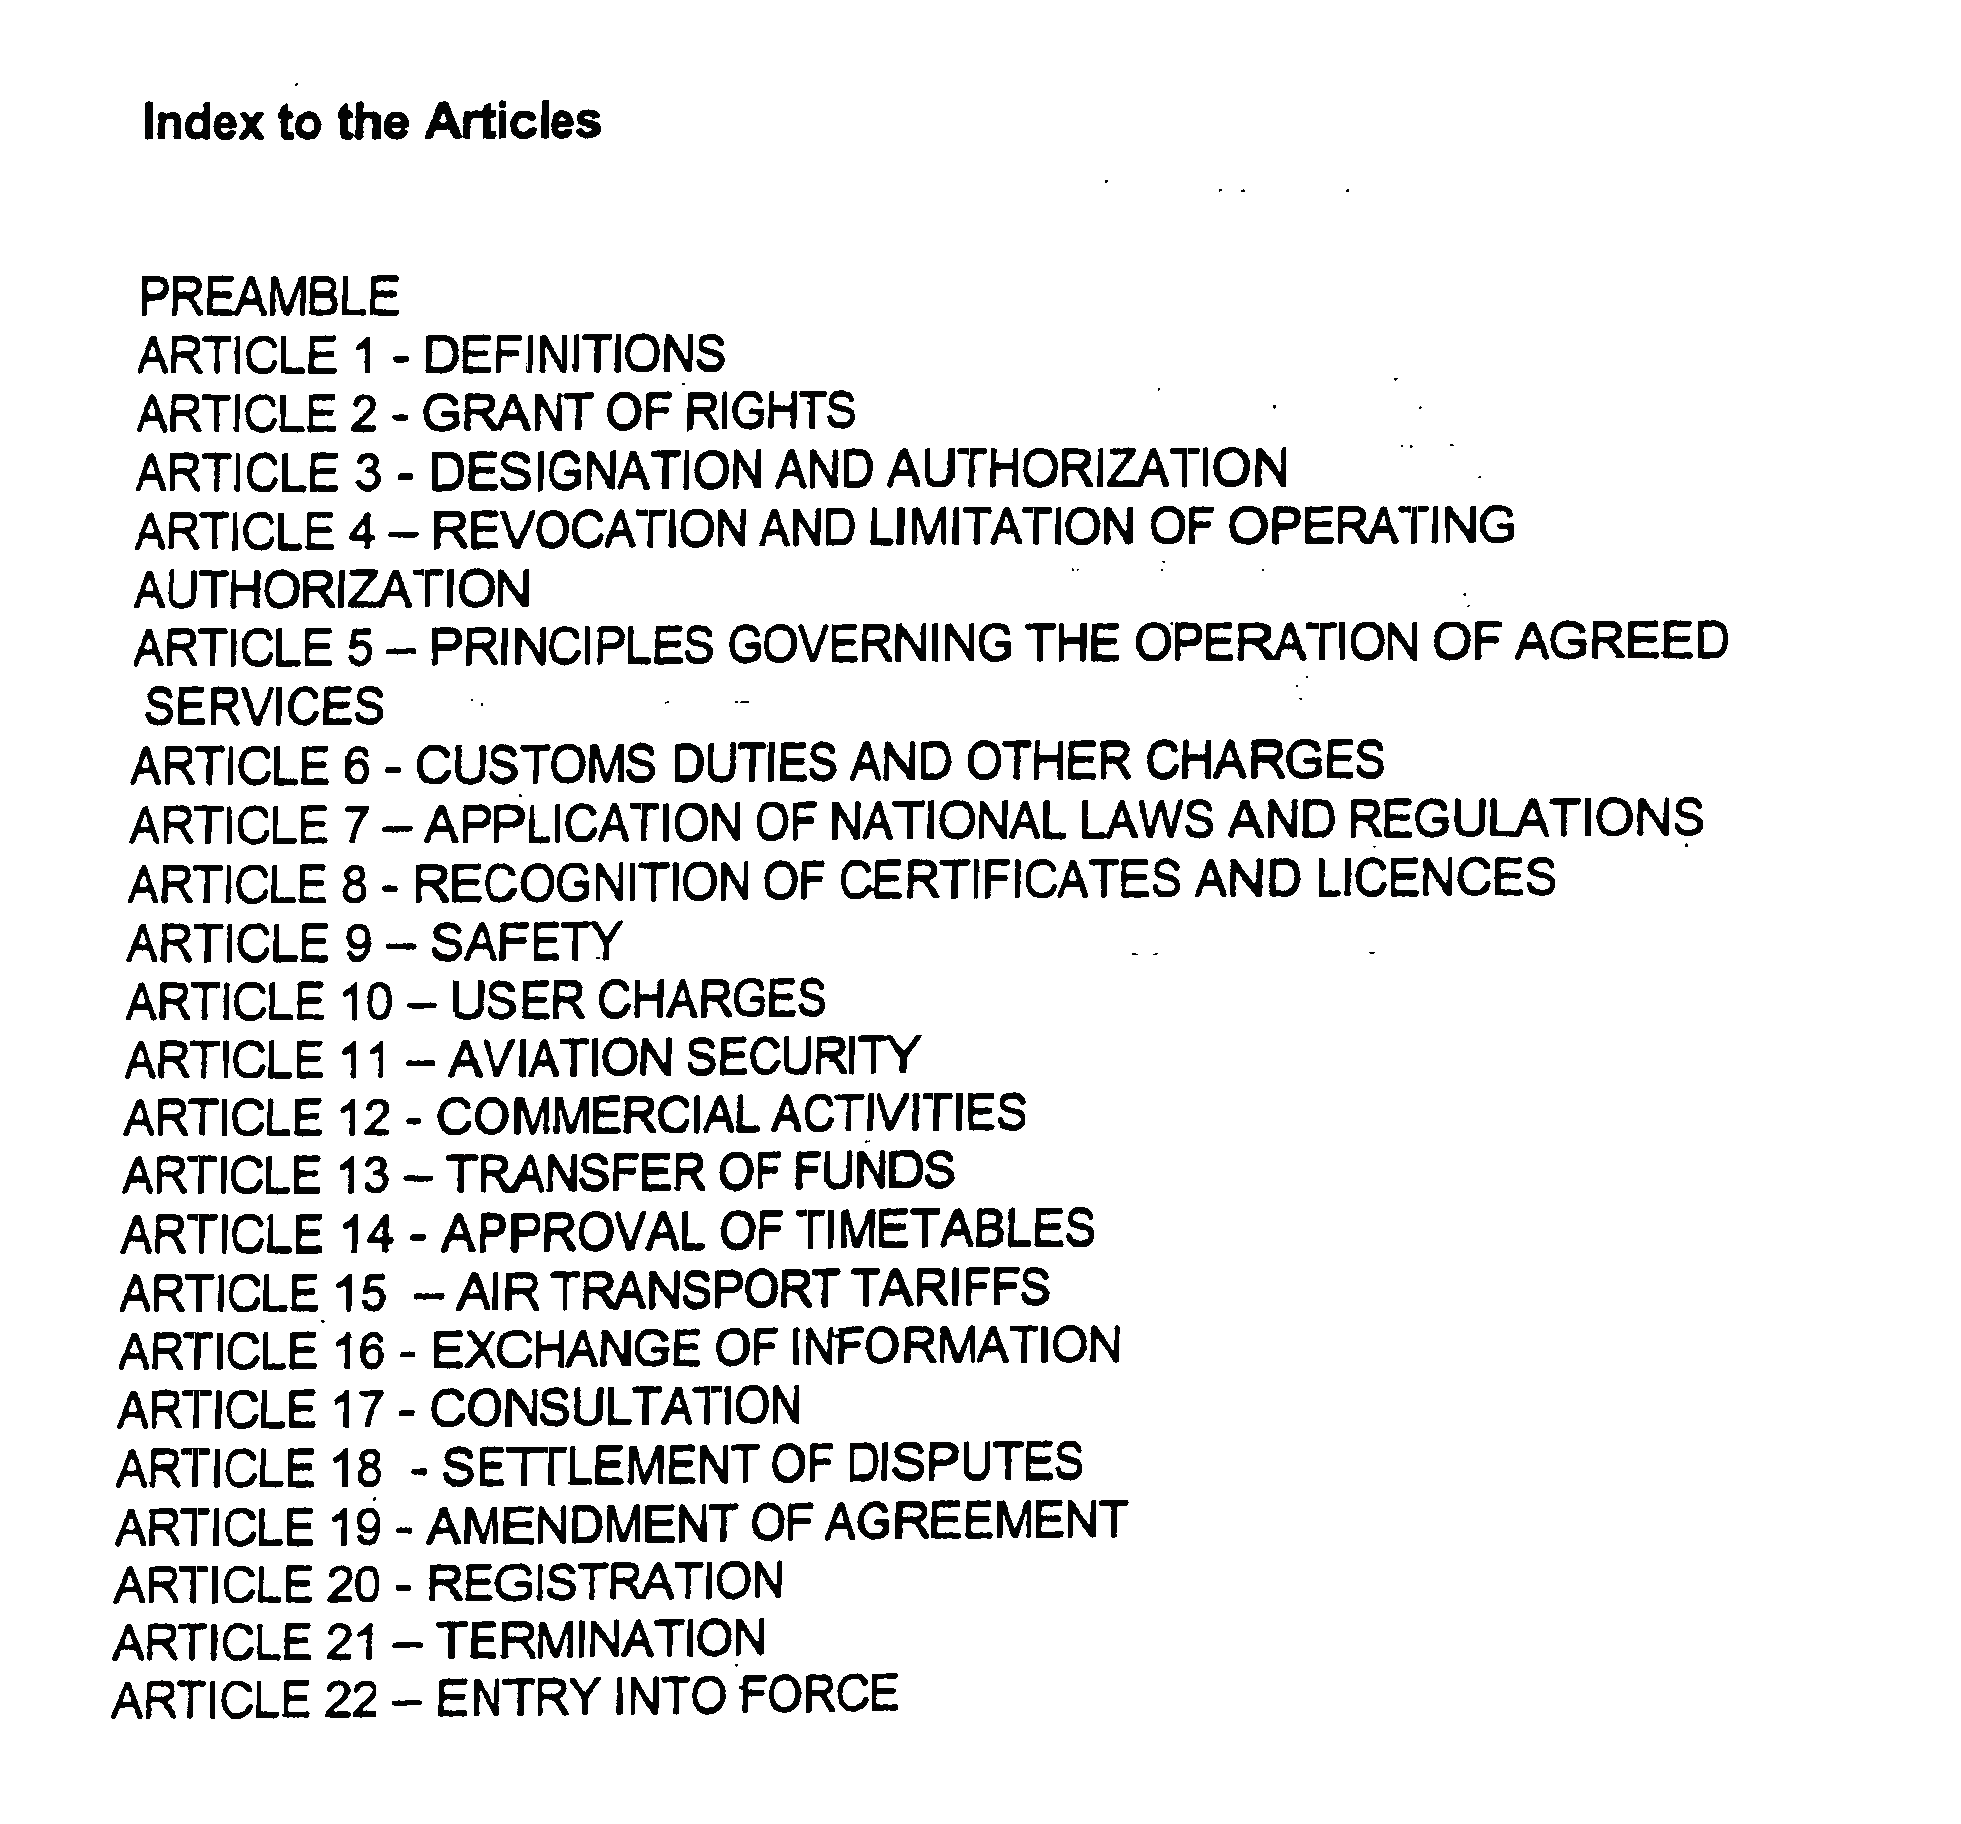 Index to the Articles
PREAMBLE
ARTICLE 1 - DEFINITIONS
ARTICLE 2 - GRANT OF RIGHTS
ARTICLE 3 - DESIGNATION AND AUTHORIZATION
ARTICLE 4 – REVOCATION AND LIMITATION OF OPERATING
AUTHORIZATION
ARTICLE 5 – PRINCIPLES GOVERNING THE OPERATION OF AGREED
SERVICES
ARTICLE 6 - CUSTOMS DUTIES AND OTHER CHARGES
ARTICLE 7 – APPLICATION OF NATIONAL LAWS AND REGULATIONS
ARTICLE 8 - RECOGNITION OF CERTIFICATES AND LICENCES
ARTICLE 9 – SAFETY
ARTICLE 10 – USER CHARGES
ARTICLE 11 – AVIATION SECURITY
ARTICLE 12 - COMMERCIAL ACTIVITIES
ARTICLE 13 – TRANSFER OF FUNDS
ARTICLE 14 - APPROVAL OF TIMETABLES
ARTICLE 15 – AIR TRANSPORT TARIFFS
ARTICLE 16 - EXCHANGE OF INFORMATION
ARTICLE 17 - CONSULTATION
ARTICLE 18 - SETTLEMENT OF DISPUTES
ARTICLE 19 - AMENDMENT OF AGREEMENT
ARTICLE 20 - REGISTRATION
ARTICLE 21 – TERMINATION
ARTICLE 22 – ENTRY INTO FORCE